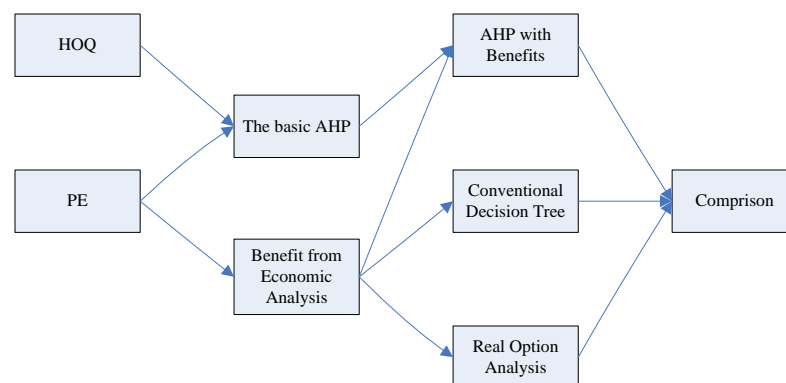 HOQ
PE
The basic AHP
Benefit from
Economic
Analysis
AHP with
Benefits
Conventional
Decision Tree
Real Option
Analysis
Comprison